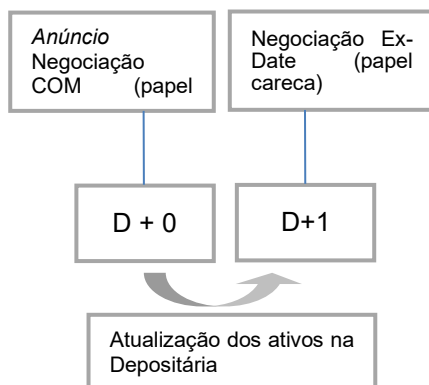 Anúncio
Negociação
COM (papel
Negociação Ex-
Date (papel
careca)
D + 0
D+1
Atualização dos ativos na
Depositária